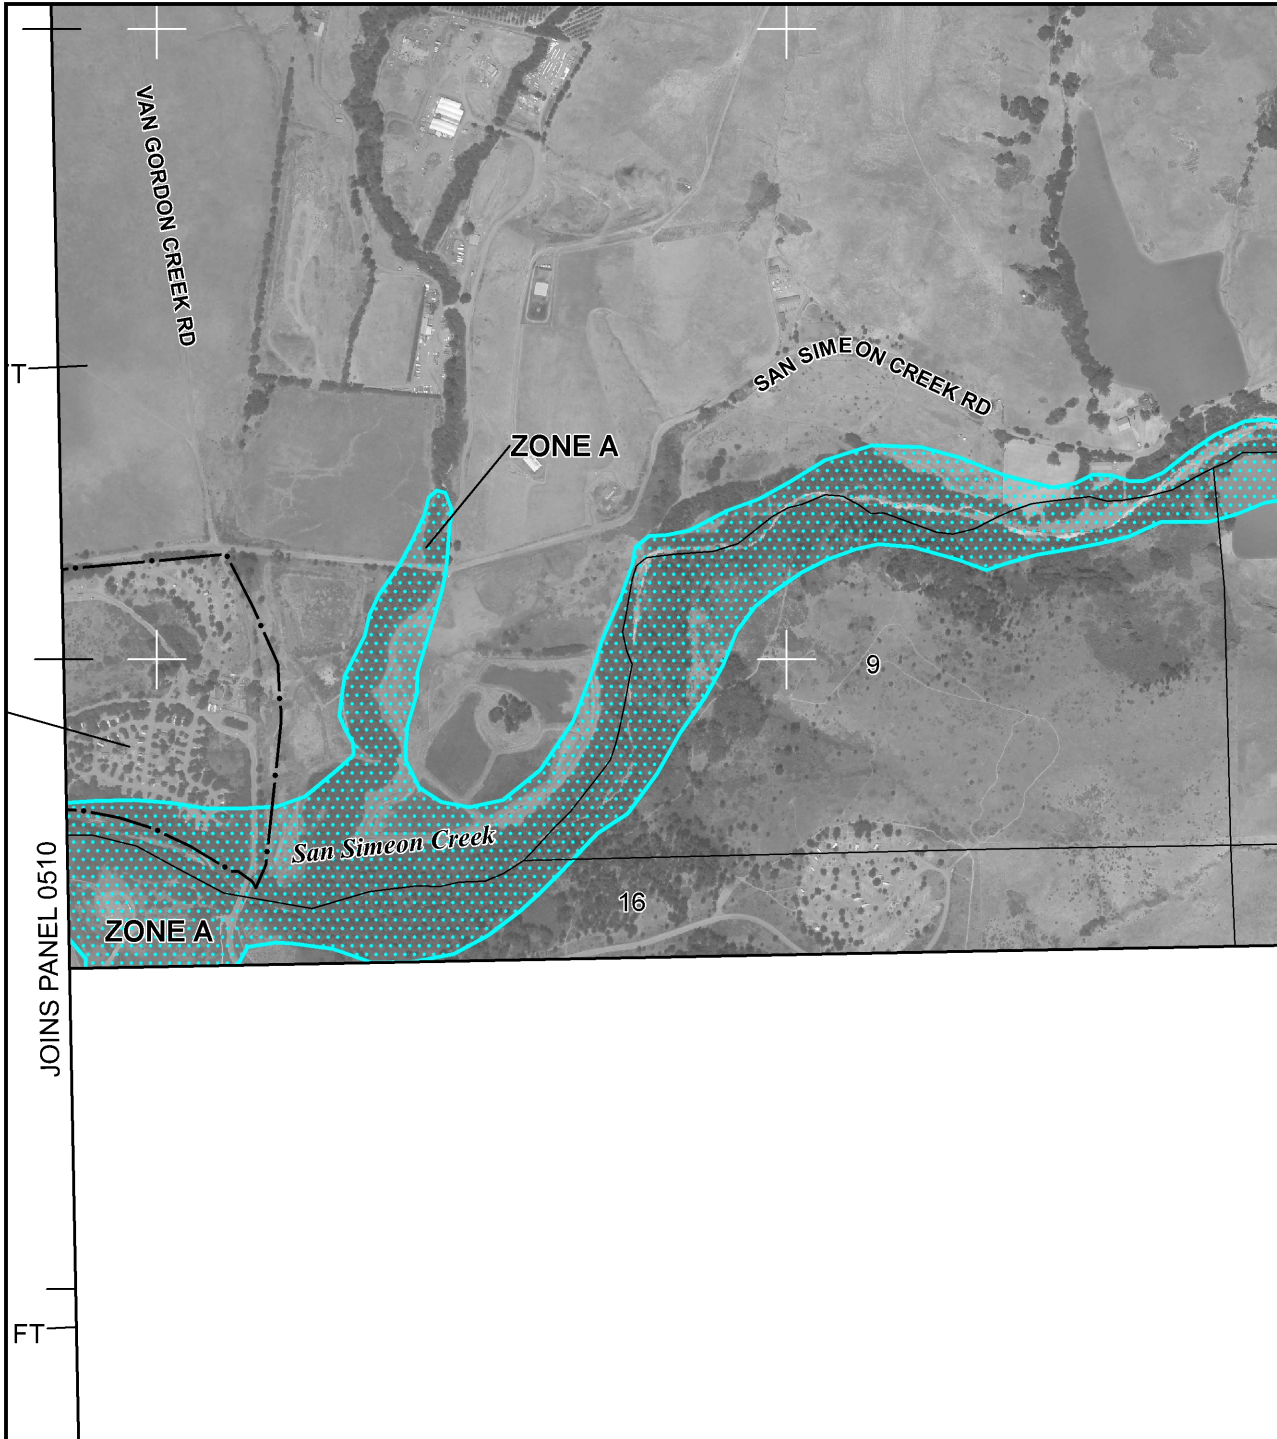 VAN GORDON CREEK RD
T
SAN SIMEON CREEK RD
ZONE A
9
San Simeon Creek
16
ZONE A
JOINS PANEL 0510
FT